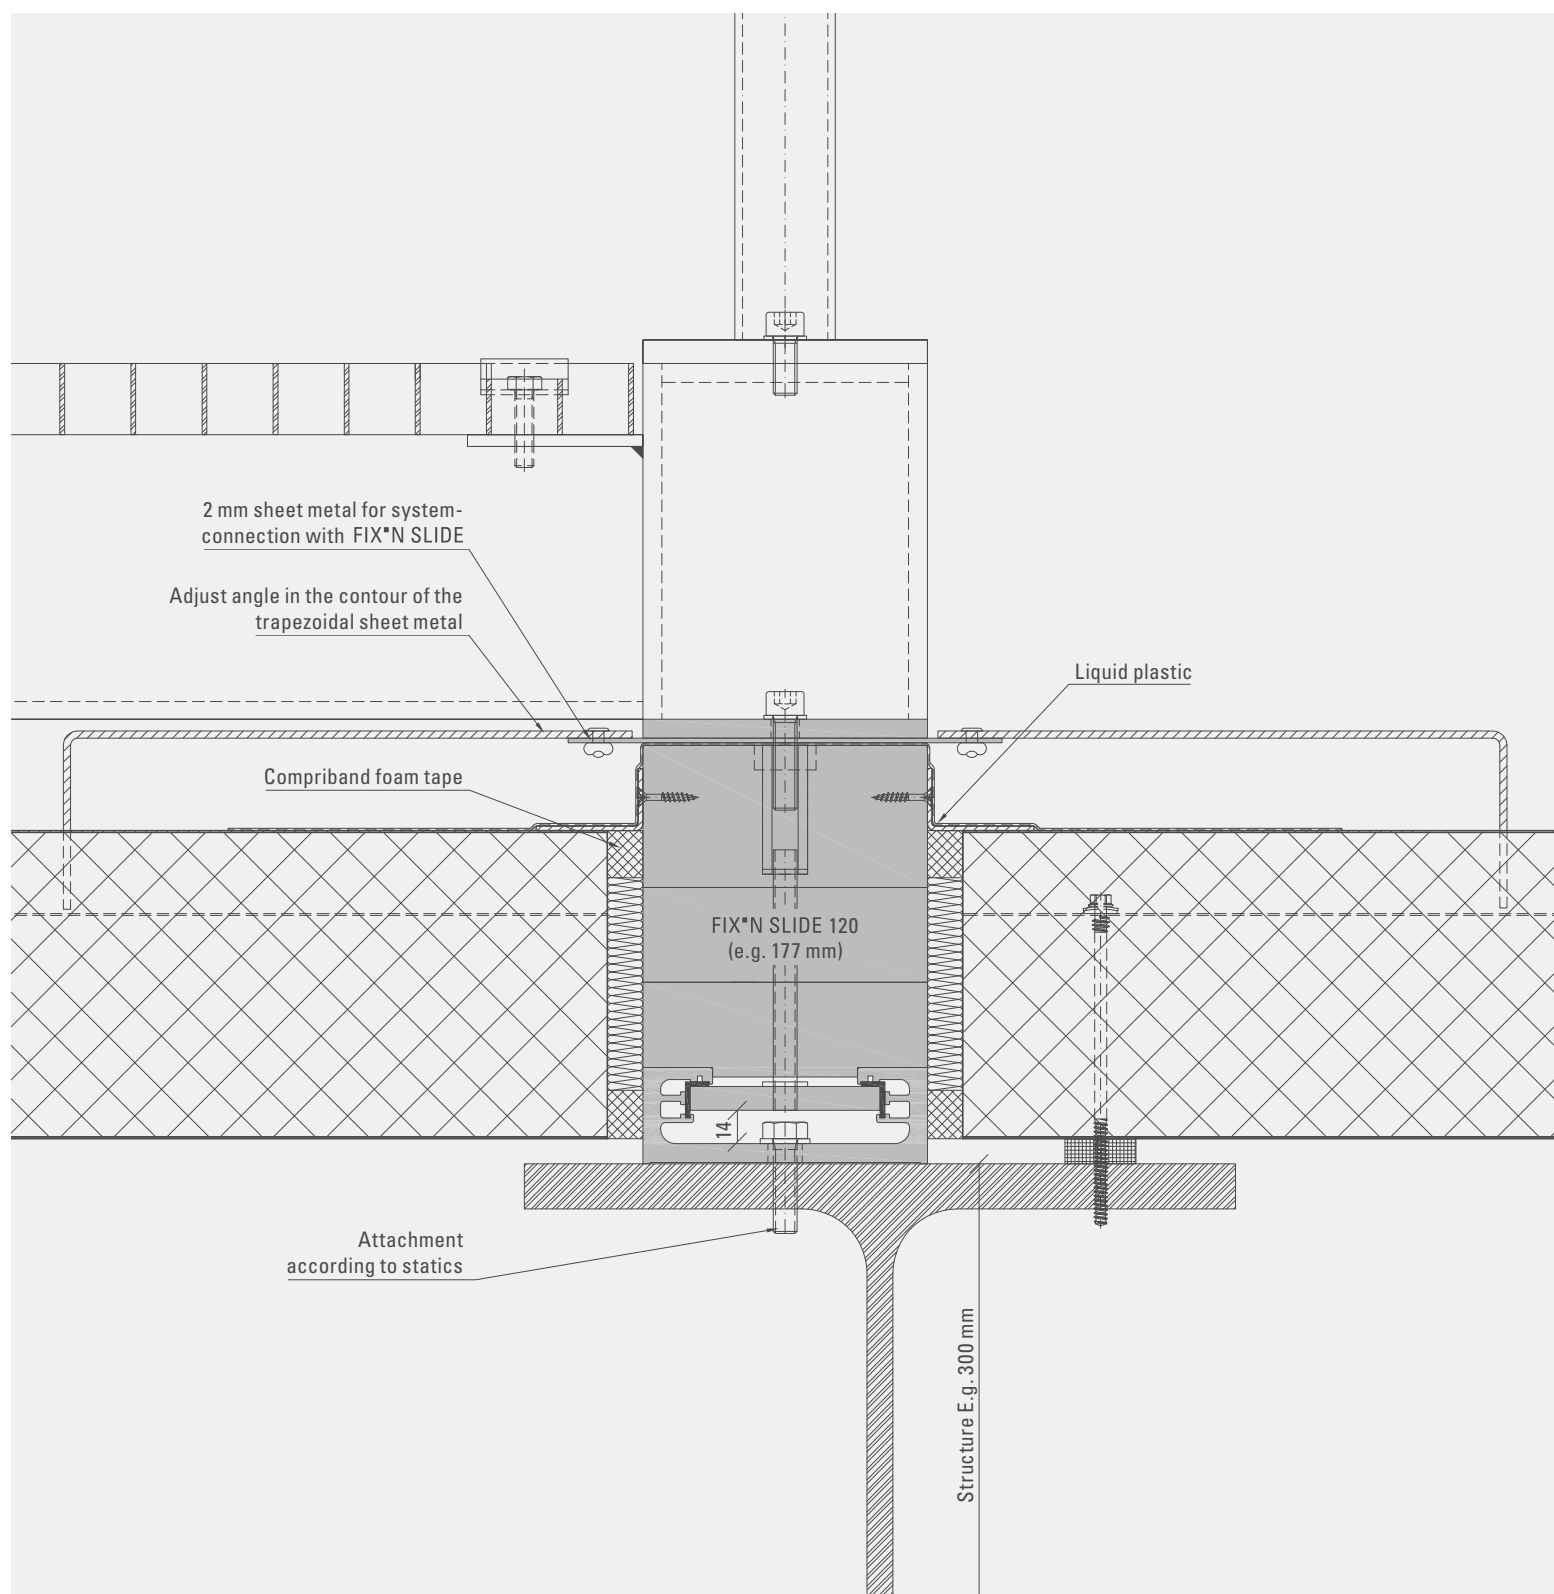 2 mm sheet metal for system-
connection with FIX■N SLIDE
Adjust angle in the contour of the
trapezoidal sheet metal
Liquid plastic
Compriband foam tape
FIX■N SLIDE 120
(e.g. 177 mm)
14
Attachment
according to statics
Structure E.g. 300 mm